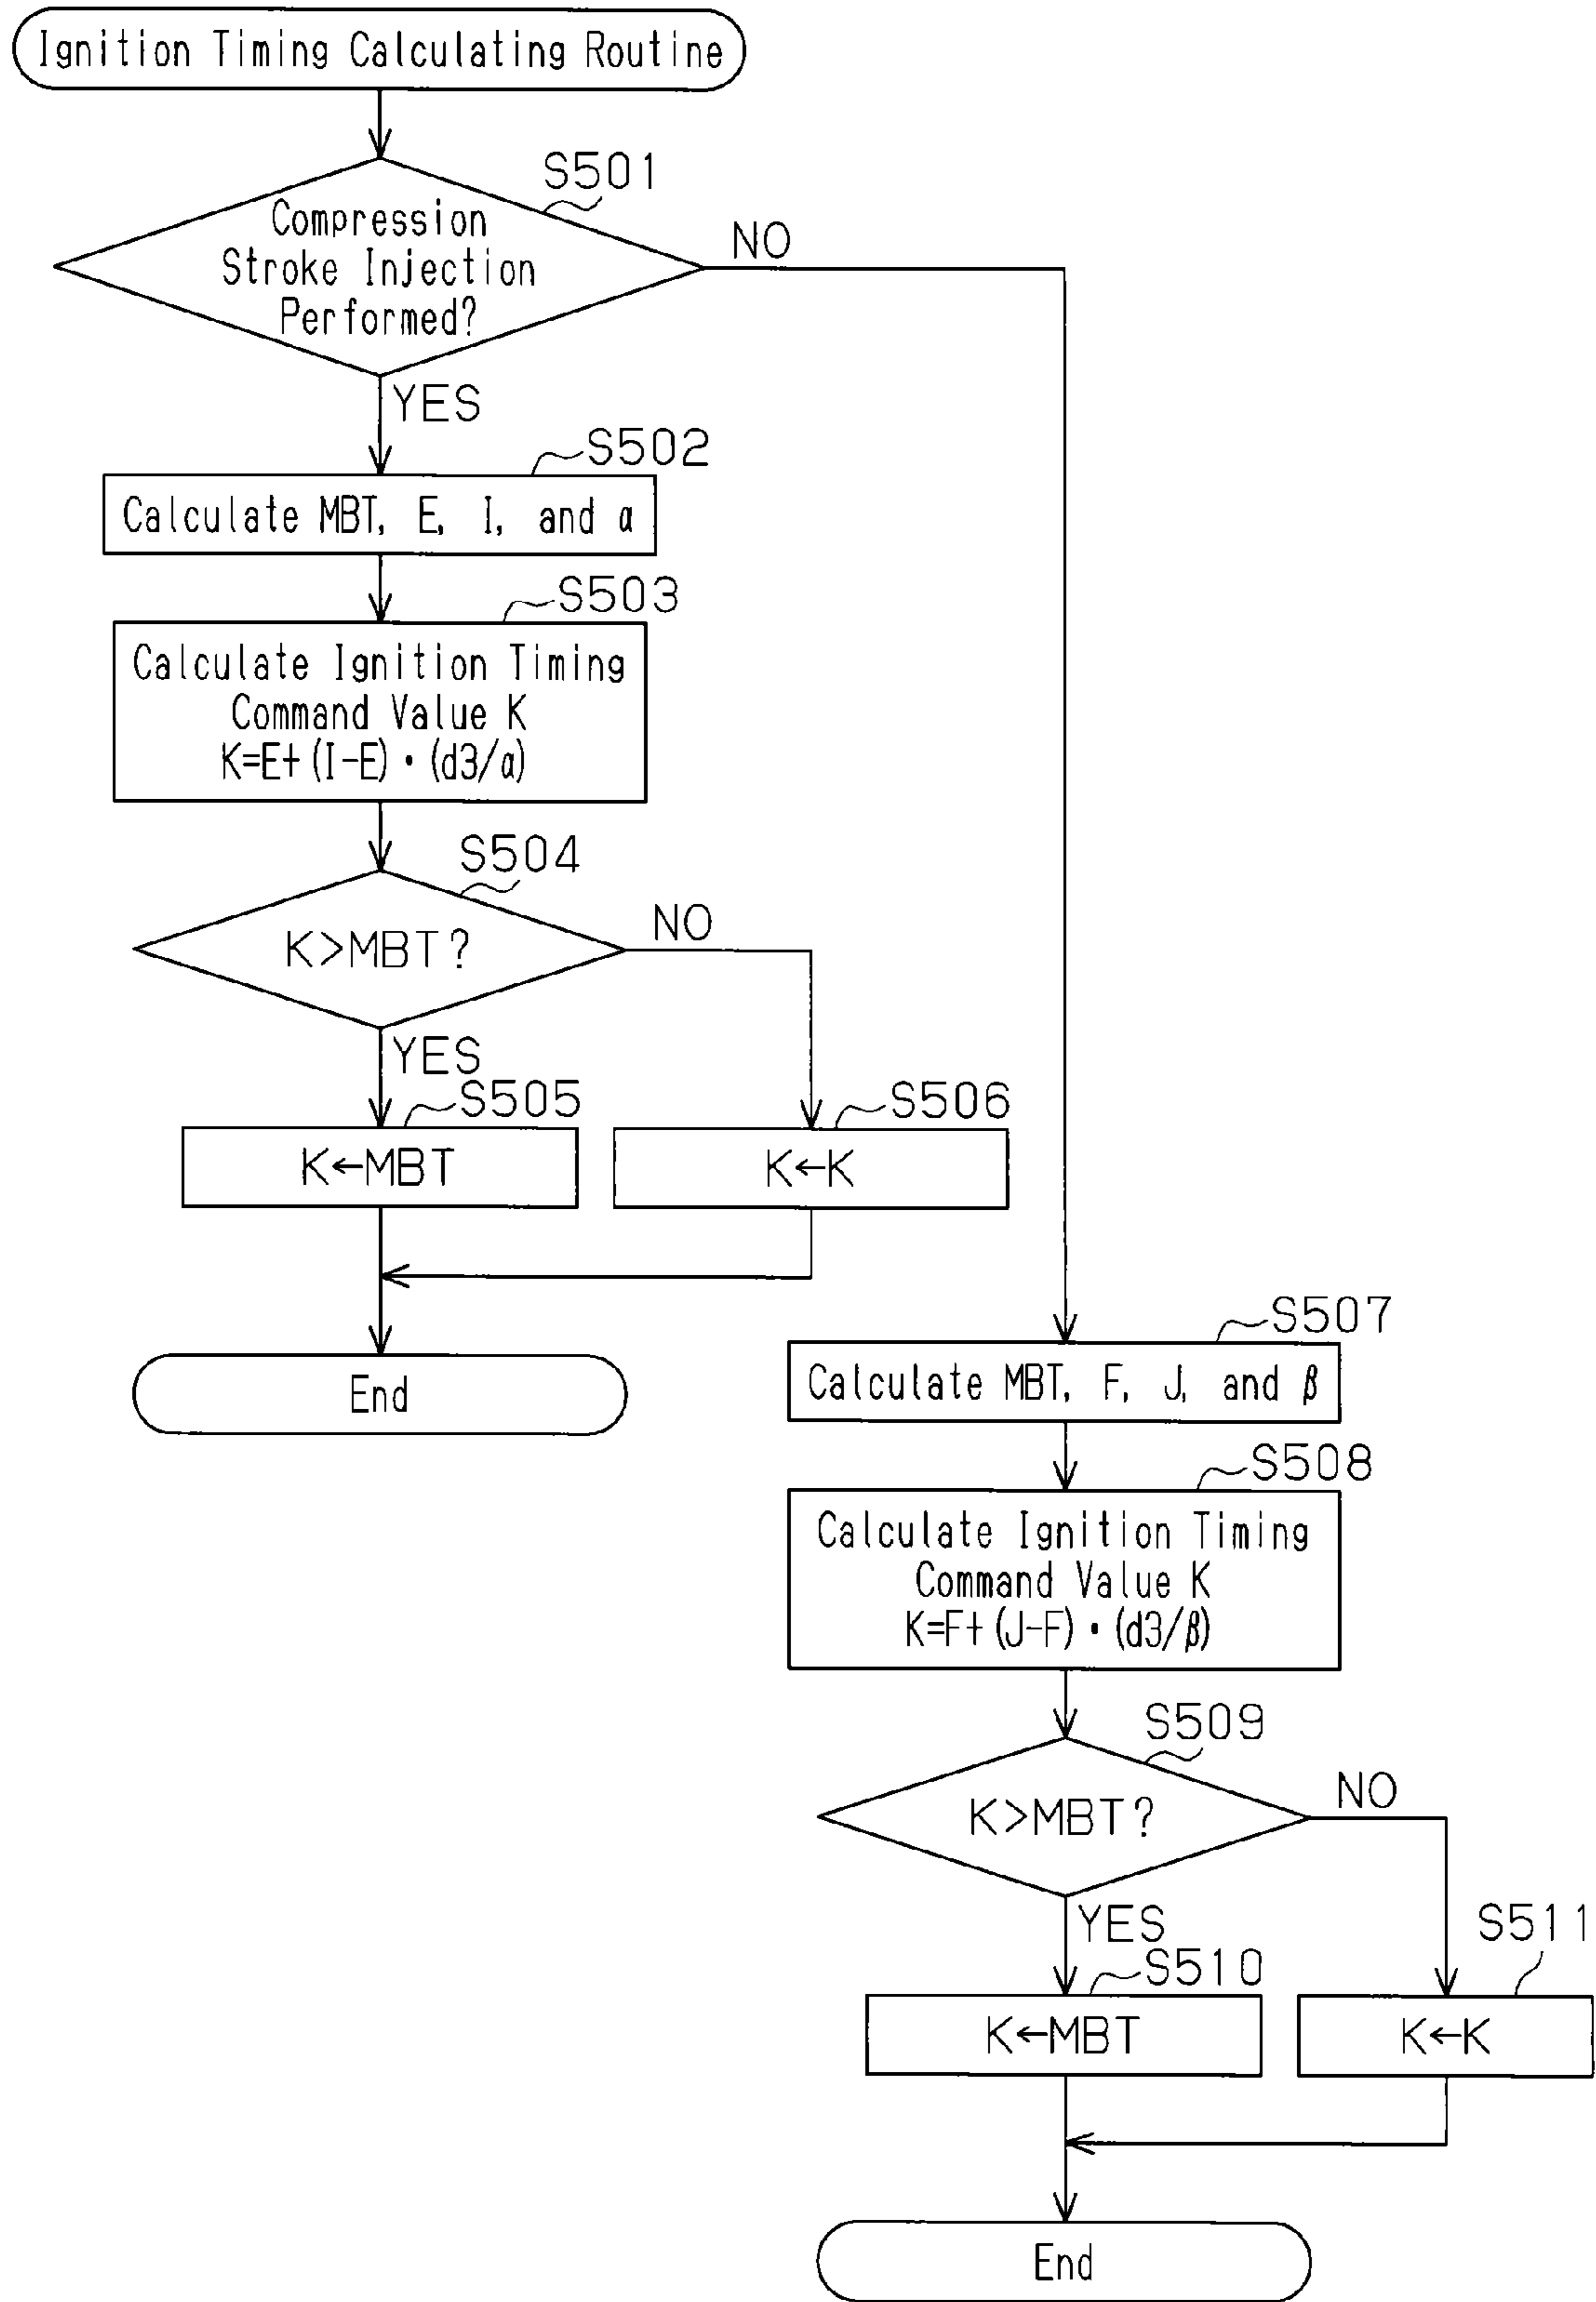 Ignition Timing Calculating Routine
S501
Compression
Stroke Injection
Performed?
NO
YES
S502
Calculate MBT, E, I, and α
S503
Calculate Ignition Timing
Command Value K
K=E+(I-E)·(d3/α)
S504
K>MBT?
NO
YES
S505
K←MBT
S506
K←K
End
S507
Calculate MBT, F, J, and β
S508
Calculate Ignition Timing
Command Value K
K=F+(J-F)·(d3/β)
S509
K>MBT?
NO
YES
S510
K←MBT
S511
K←K
End